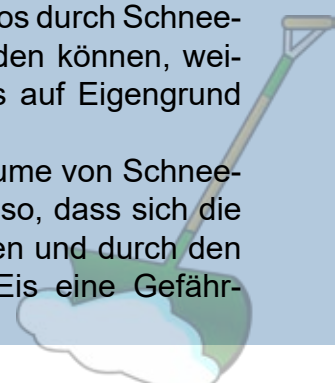 os durch Schnee-
den können, wei-
s auf Eigengrund
ume von Schnee-
so, dass sich die
en und durch den
Eis eine Gefähr-